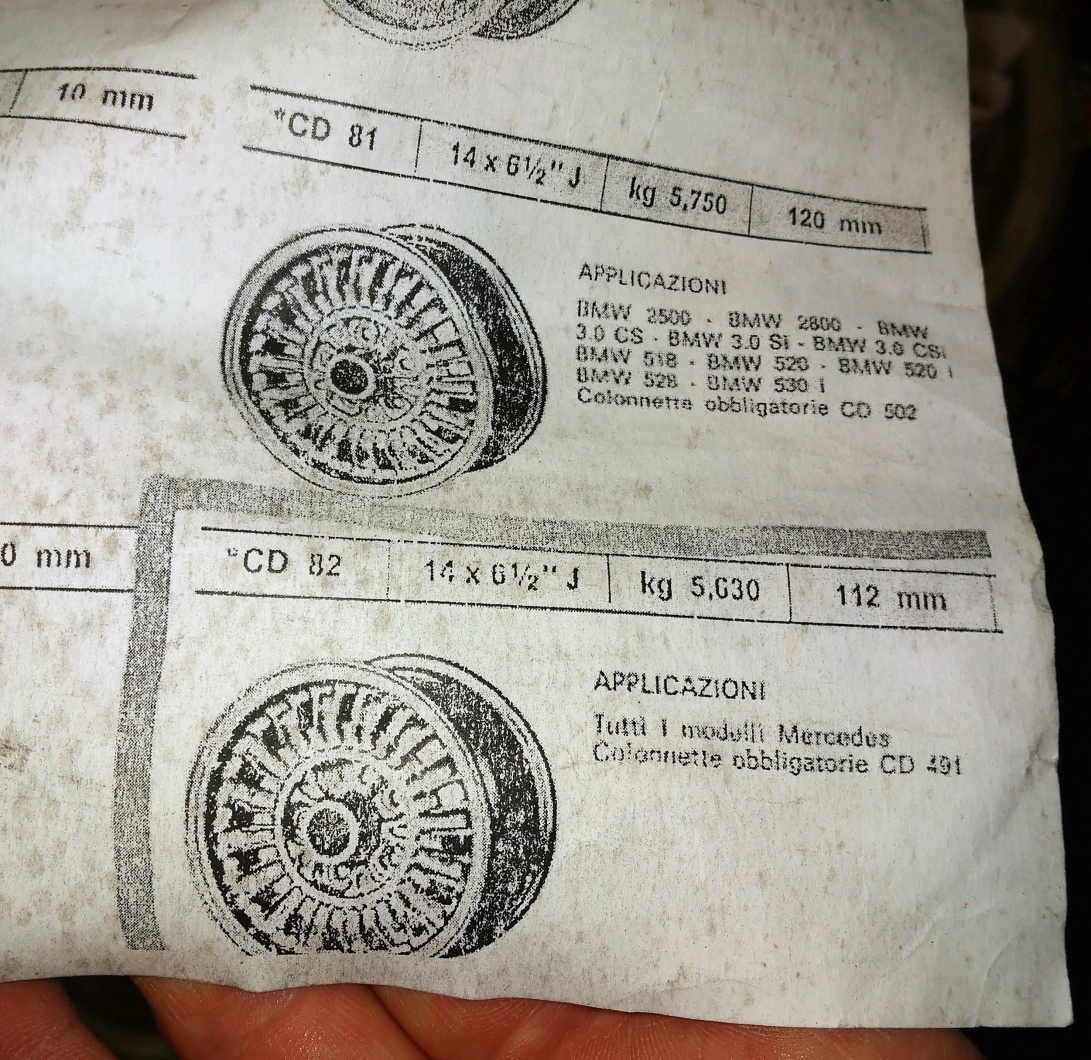 10 mm
"CD 81 14 x 6½" J kg 5,750 120 mm
APPLICAZIONI
BMW 2500 - BMW 2800 - BMW
3.0 CS - BMW 3.0 Si - BMW 3.0 CSi
BMW 518 - BMW 520 - BMW 520 i
BMW 528 - BMW 530 i
Colonnette obbligatorie CD 502
0 mm
"CD 82 14 x 6½" J kg 5,630 112 mm
APPLICAZIONI
Tutti i modelli Mercedes
Colonnette obbligatorie CD 491